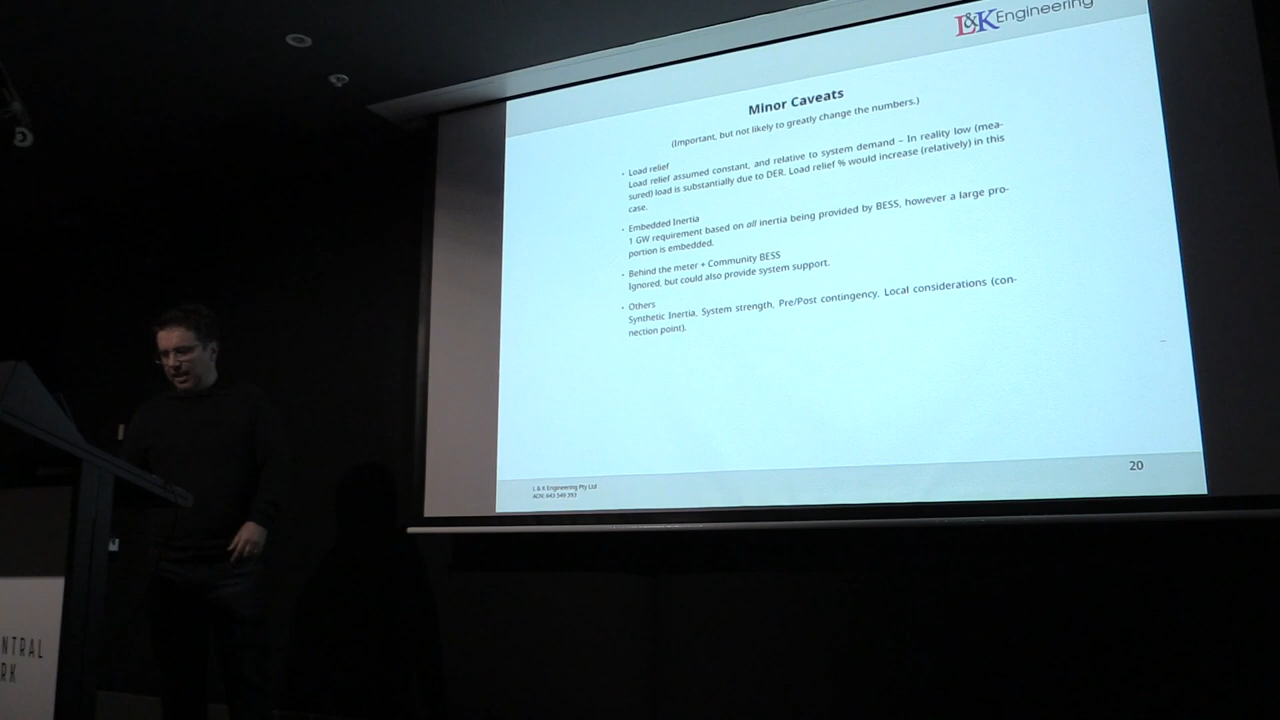 L&K Engineering
Minor Caveats
(Important, but not likely to greatly change the numbers.)
• Load relief
Load relief assumed constant, and relative to system demand – In reality low (mea-
sured) load is substantially due to DER. Load relief % would increase (relatively) in this
case.
• Embedded Inertia
1 GW requirement based on all inertia being provided by BESS, however a large pro-
portion is embedded.
• Behind the meter + Community BESS
Ignored, but could also provide system support.
• Others
Synthetic Inertia, System strength, Pre/Post contingency, Local considerations (con-
nection point).
L & K Engineering Pty Ltd
ACN: 643 549 393
20
NTRAL
RK